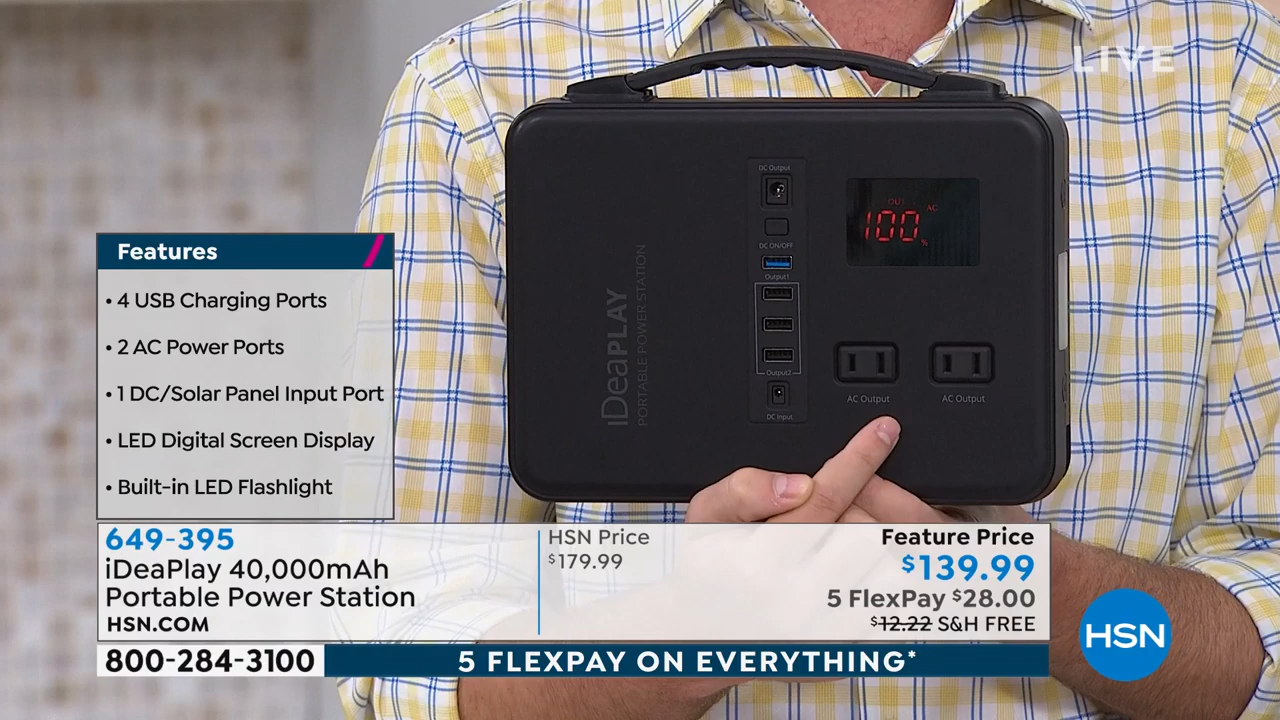 LIVE
DC Output
DC ON/OFF
Output1
Output2
DC Input
OUT
AC
100
%
AC Output
AC Output
iDeaPLAY
PORTABLE POWER STATION
Features
• 4 USB Charging Ports
• 2 AC Power Ports
• 1 DC/Solar Panel Input Port
• LED Digital Screen Display
• Built-in LED Flashlight
649-395
iDeaPlay 40,000mAh
Portable Power Station
HSN.COM
HSN Price
$179.99
Feature Price
$139.99
5 FlexPay $28.00
$12.22 S&H FREE
HSN
800-284-3100
5 FLEXPAY ON EVERYTHING*